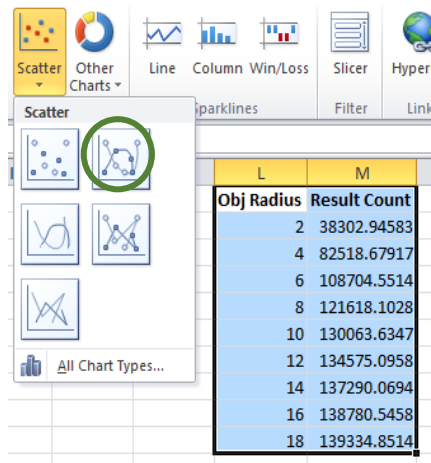 Scatter Other Charts Line Column Win/Loss Slicer Hyper
Sparklines Filter Link
Scatter
All Chart Types...
L M
Obj Radius Result Count
2 38302.94583
4 82518.67917
6 108704.5514
8 121618.1028
10 130063.6347
12 134575.0958
14 137290.0694
16 138780.5458
18 139334.8514